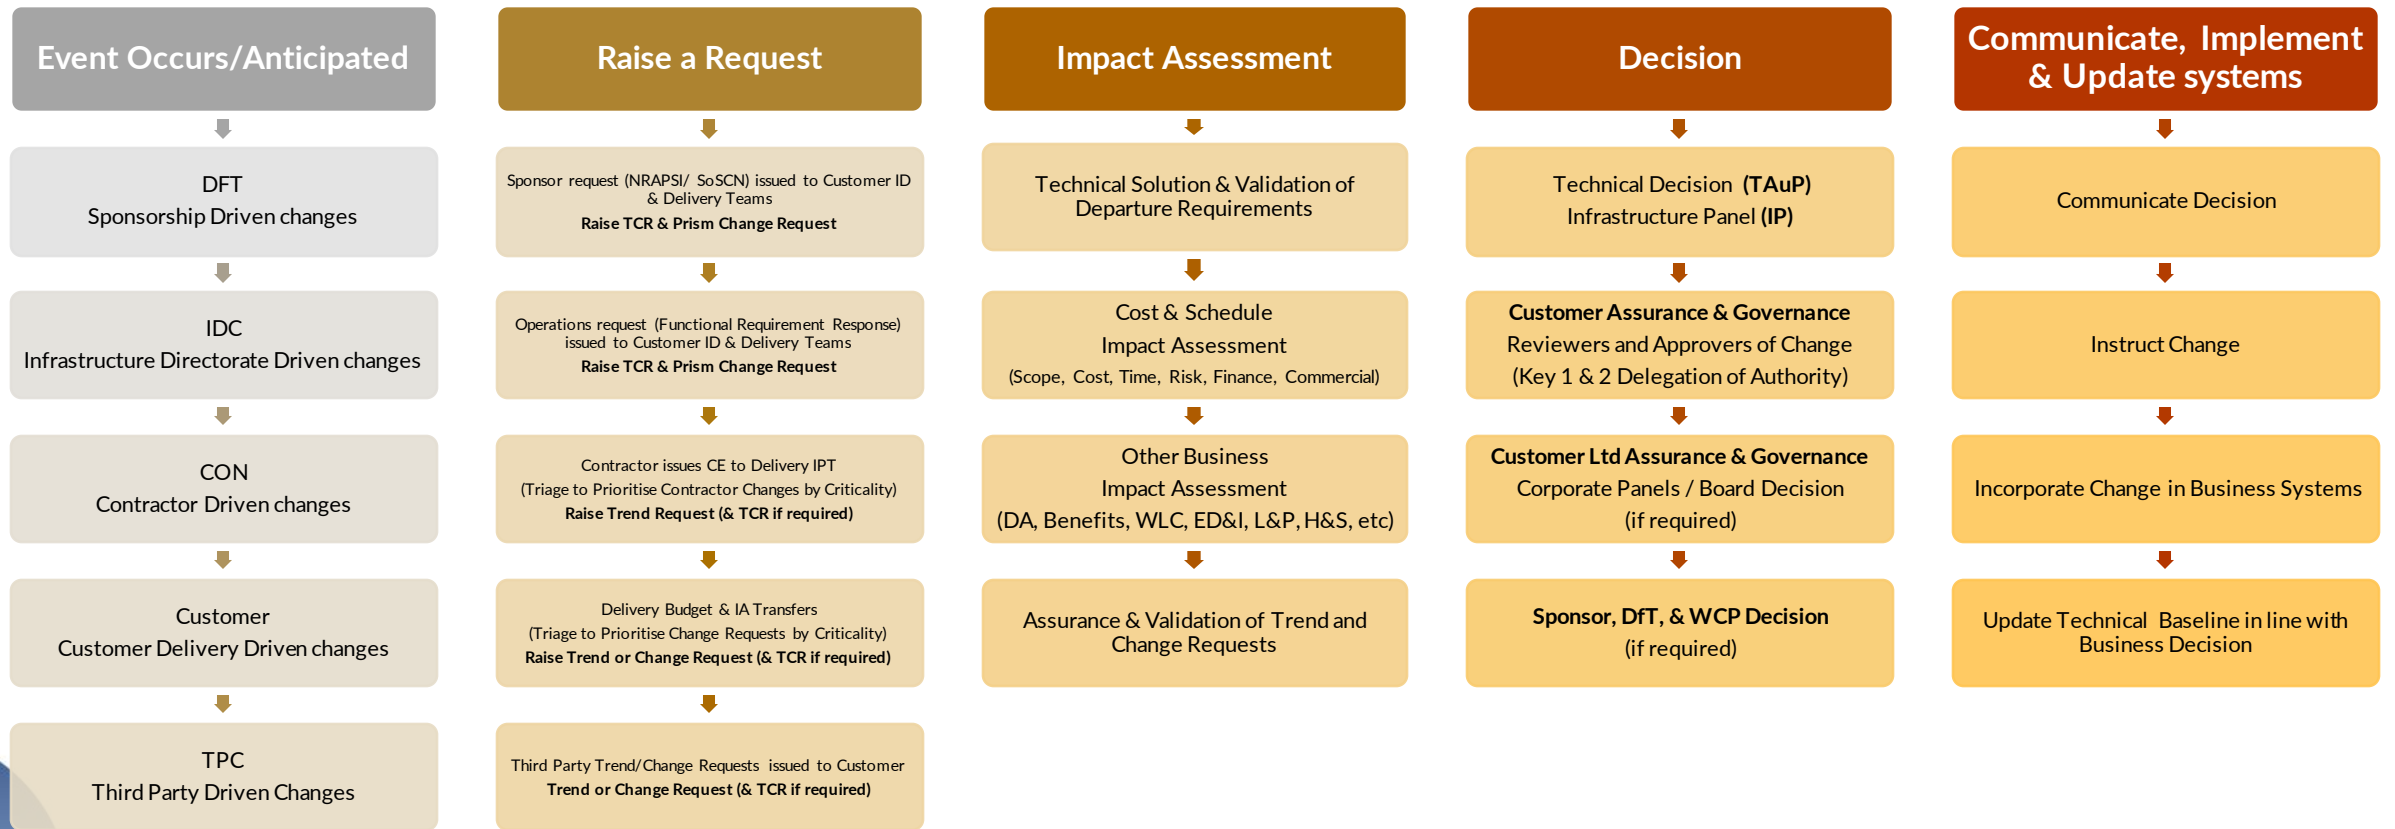 Event Occurs/Anticipated
DFT
Sponsorship Driven changes
IDC
Infrastructure Directorate Driven changes
CON
Contractor Driven changes
Customer
Customer Delivery Driven changes
TPC
Third Party Driven Changes
Raise a Request
Sponsor request (NRAPSI/ SoSCN) issued to Customer ID
& Delivery Teams
Raise TCR & Prism Change Request
Operations request (Functional Requirement Response)
issued to Customer ID & Delivery Teams
Raise TCR & Prism Change Request
Contractor issues CE to Delivery IPT
(Triage to Prioritise Contractor Changes by Criticality)
Raise Trend Request (& TCR if required)
Delivery Budget & IA Transfers
(Triage to Prioritise Change Requests by Criticality)
Raise Trend or Change Request (& TCR if required)
Third Party Trend/Change Requests issued to Customer
Trend or Change Request (& TCR if required)
Impact Assessment
Technical Solution & Validation of
Departure Requirements
Cost & Schedule
Impact Assessment
(Scope, Cost, Time, Risk, Finance, Commercial)
Other Business
Impact Assessment
(DA, Benefits, WLC, ED&I, L&P, H&S, etc)
Assurance & Validation of Trend and
Change Requests
Decision
Technical Decision (TAuP)
Infrastructure Panel (IP)
Customer Assurance & Governance
Reviewers and Approvers of Change
(Key 1 & 2 Delegation of Authority)
Customer Ltd Assurance & Governance
Corporate Panels / Board Decision
(if required)
Sponsor, DfT, & WCP Decision
(if required)
Communicate, Implement
& Update systems
Communicate Decision
Instruct Change
Incorporate Change in Business Systems
Update Technical Baseline in line with
Business Decision